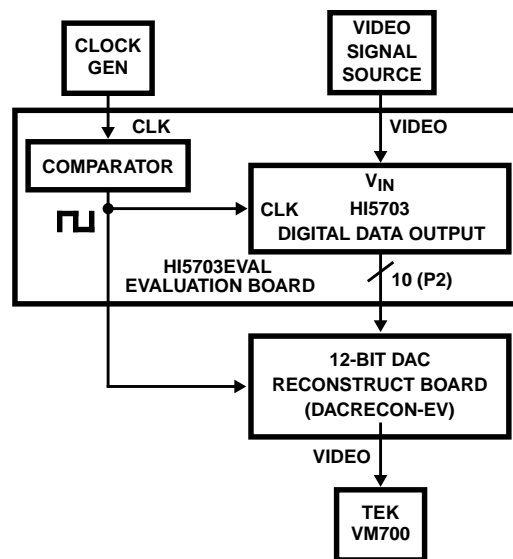 CLOCK
GEN
VIDEO
SIGNAL
SOURCE
CLK
VIDEO
COMPARATOR
VIN
CLK
HI5703
DIGITAL DATA OUTPUT
HI5703EVAL
EVALUATION BOARD
10 (P2)
12-BIT DAC
RECONSTRUCT BOARD
(DACRECON-EV)
VIDEO
TEK
VM700